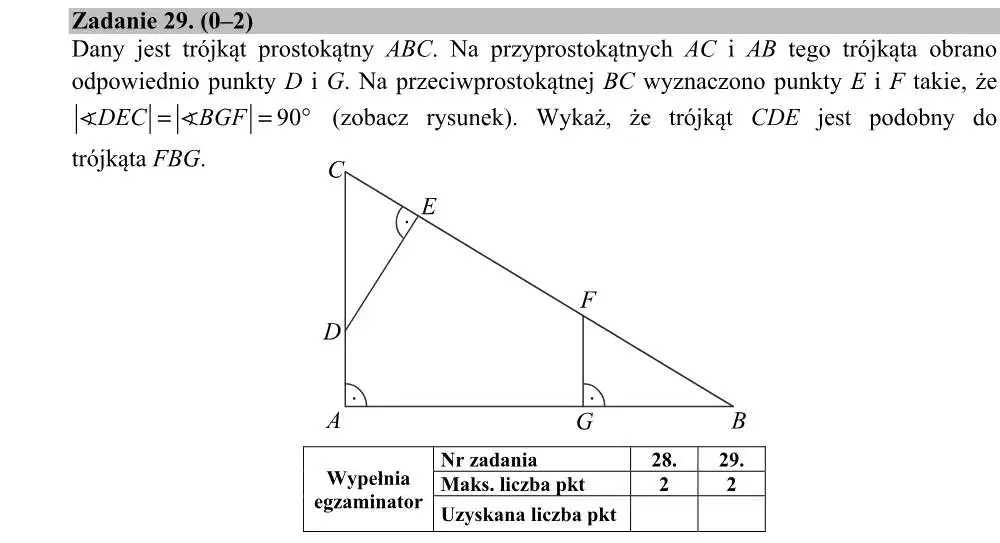 Zadanie 29. (0–2)
Dany jest trójkąt prostokątny ABC. Na przyprostokątnych AC i AB tego trójkąta obrano
odpowiednio punkty D i G. Na przeciwprostokątnej BC wyznaczono punkty E i F takie, że
|∢DEC| = |∢BGF| = 90° (zobacz rysunek). Wykaż, że trójkąt CDE jest podobny do
trójkąta FBG.
C
E
F
D
A
G
B
Wypełnia
egzaminator
Nr zadania 28. 29.
Maks. liczba pkt 2 2
Uzyskana liczba pkt